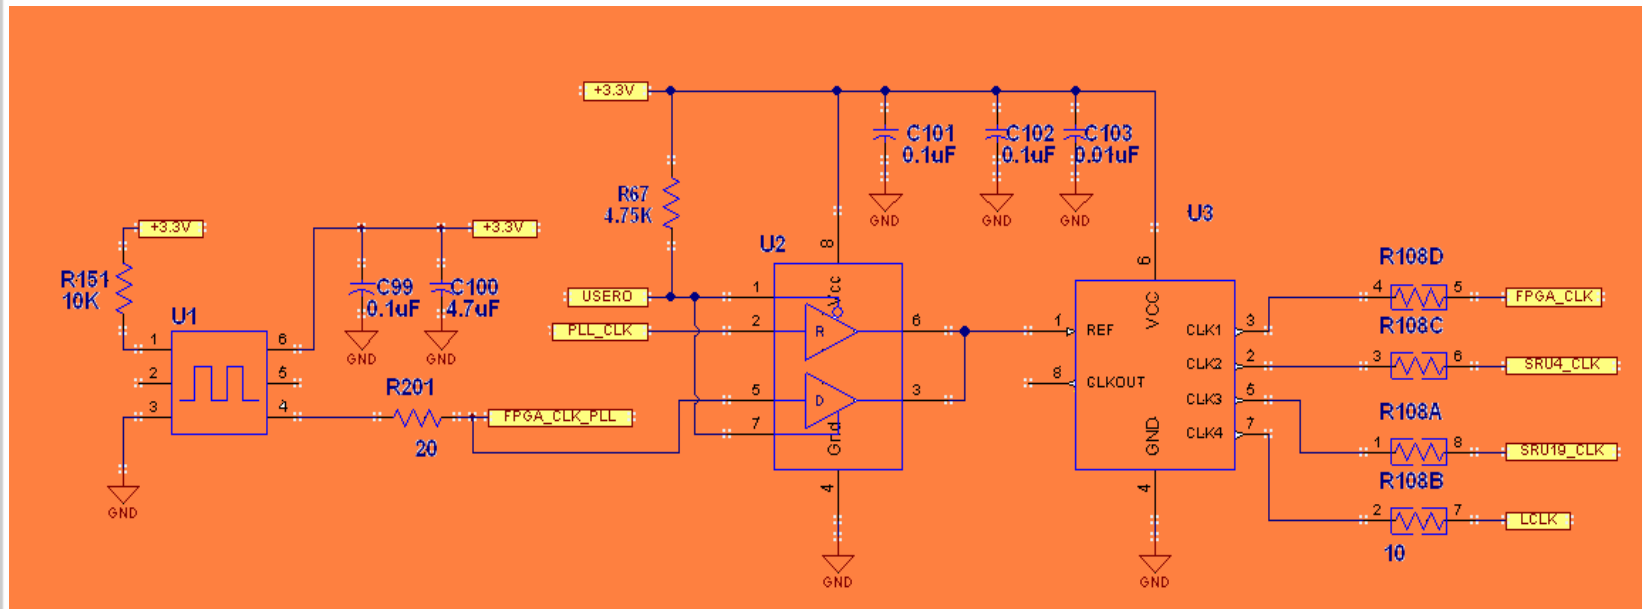 +3.3V
C101
0.1uF
C102
0.1uF
C103
0.01uF
GND
GND
GND
R67
4.75K
U3
+3.3V
+3.3V
R151
10K
C99
0.1uF
C100
4.7uF
GND
GND
U1
1
2
3
6
5
4
GND
R201
20
FPGA_CLK_PLL
USERO
PLL_CLK
U2
8
Vcc
1
2
R
6
5
D
3
7
Gnd
4
GND
6
VCC
1
REF
8
CLKOUT
CLK1
3
CLK2
2
CLK3
5
CLK4
7
GND
4
GND
R108D
4
5
FPGA_CLK
R108C
3
6
SRU4_CLK
R108A
1
8
SRU19_CLK
R108B
2
7
LCLK
10